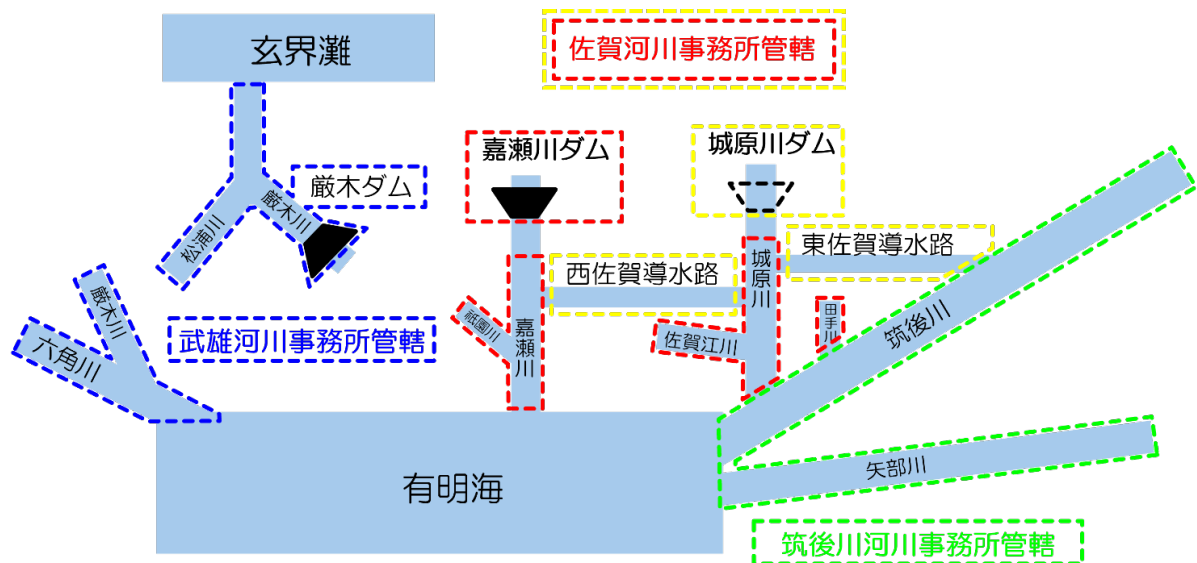 玄界灘
佐賀河川事務所管轄
嘉瀬川ダム
城原川ダム
厳木ダム
厳木川
松浦川
東佐賀導水路
西佐賀導水路
城原川
厳木川
六角川
武雄河川事務所管轄
祇園川
嘉瀬川
佐賀江川
田手川
筑後川
有明海
矢部川
筑後川河川事務所管轄